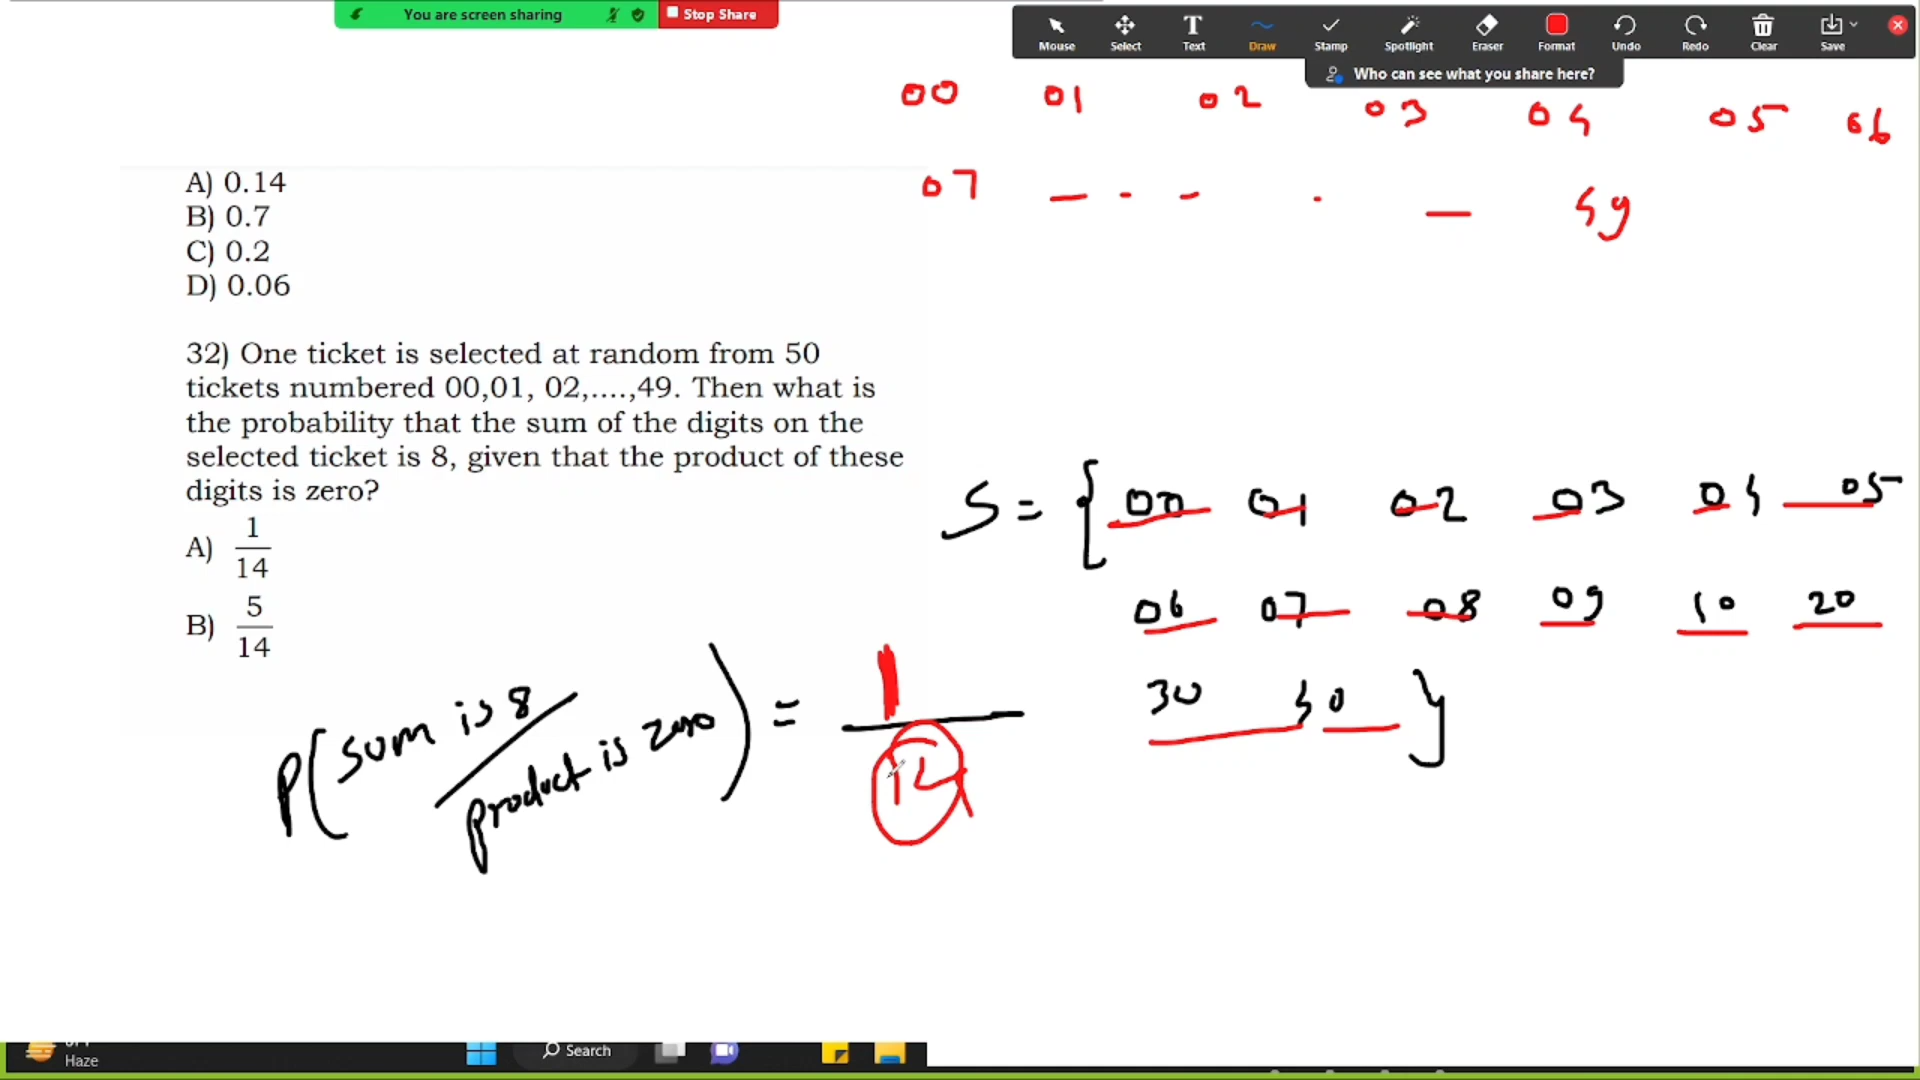 You are screen sharing
Stop Share
Mouse
Select
Text
Draw
Stamp
Spotlight
Eraser
Format
Undo
Redo
Clear
Save
Who can see what you share here?
00 01 02 03 04 05 06
07 — - - . — 49
A) 0.14
B) 0.7
C) 0.2
D) 0.06
32) One ticket is selected at random from 50
tickets numbered 00,01, 02,....,49. Then what is
the probability that the sum of the digits on the
selected ticket is 8, given that the product of these
digits is zero?
A) 1/14
B) 5/14
S = { 00 01 02 03 04 05
06 07 08 09 10 20
30 40 }
P(sum is 8 / product is zero) = 1/14
Haze
Search